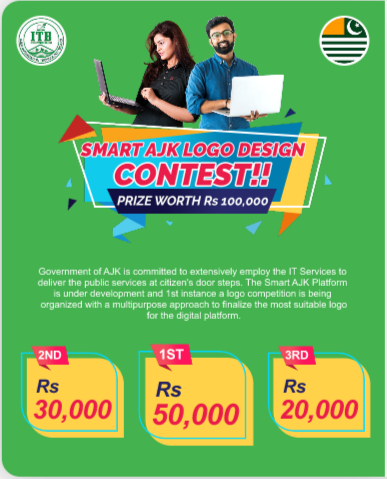 ITB
SMART AJK LOGO DESIGN
CONTEST!!
PRIZE WORTH Rs 100,000
Government of AJK is committed to extensively employ the IT Services to
deliver the public services at citizen's door steps. The Smart AJK Platform
is under development and 1st instance a logo competition is being
organized with a multipurpose approach to finalize the most suitable logo
for the digital platform.
2ND
Rs
30,000
1ST
Rs
50,000
3RD
Rs
20,000